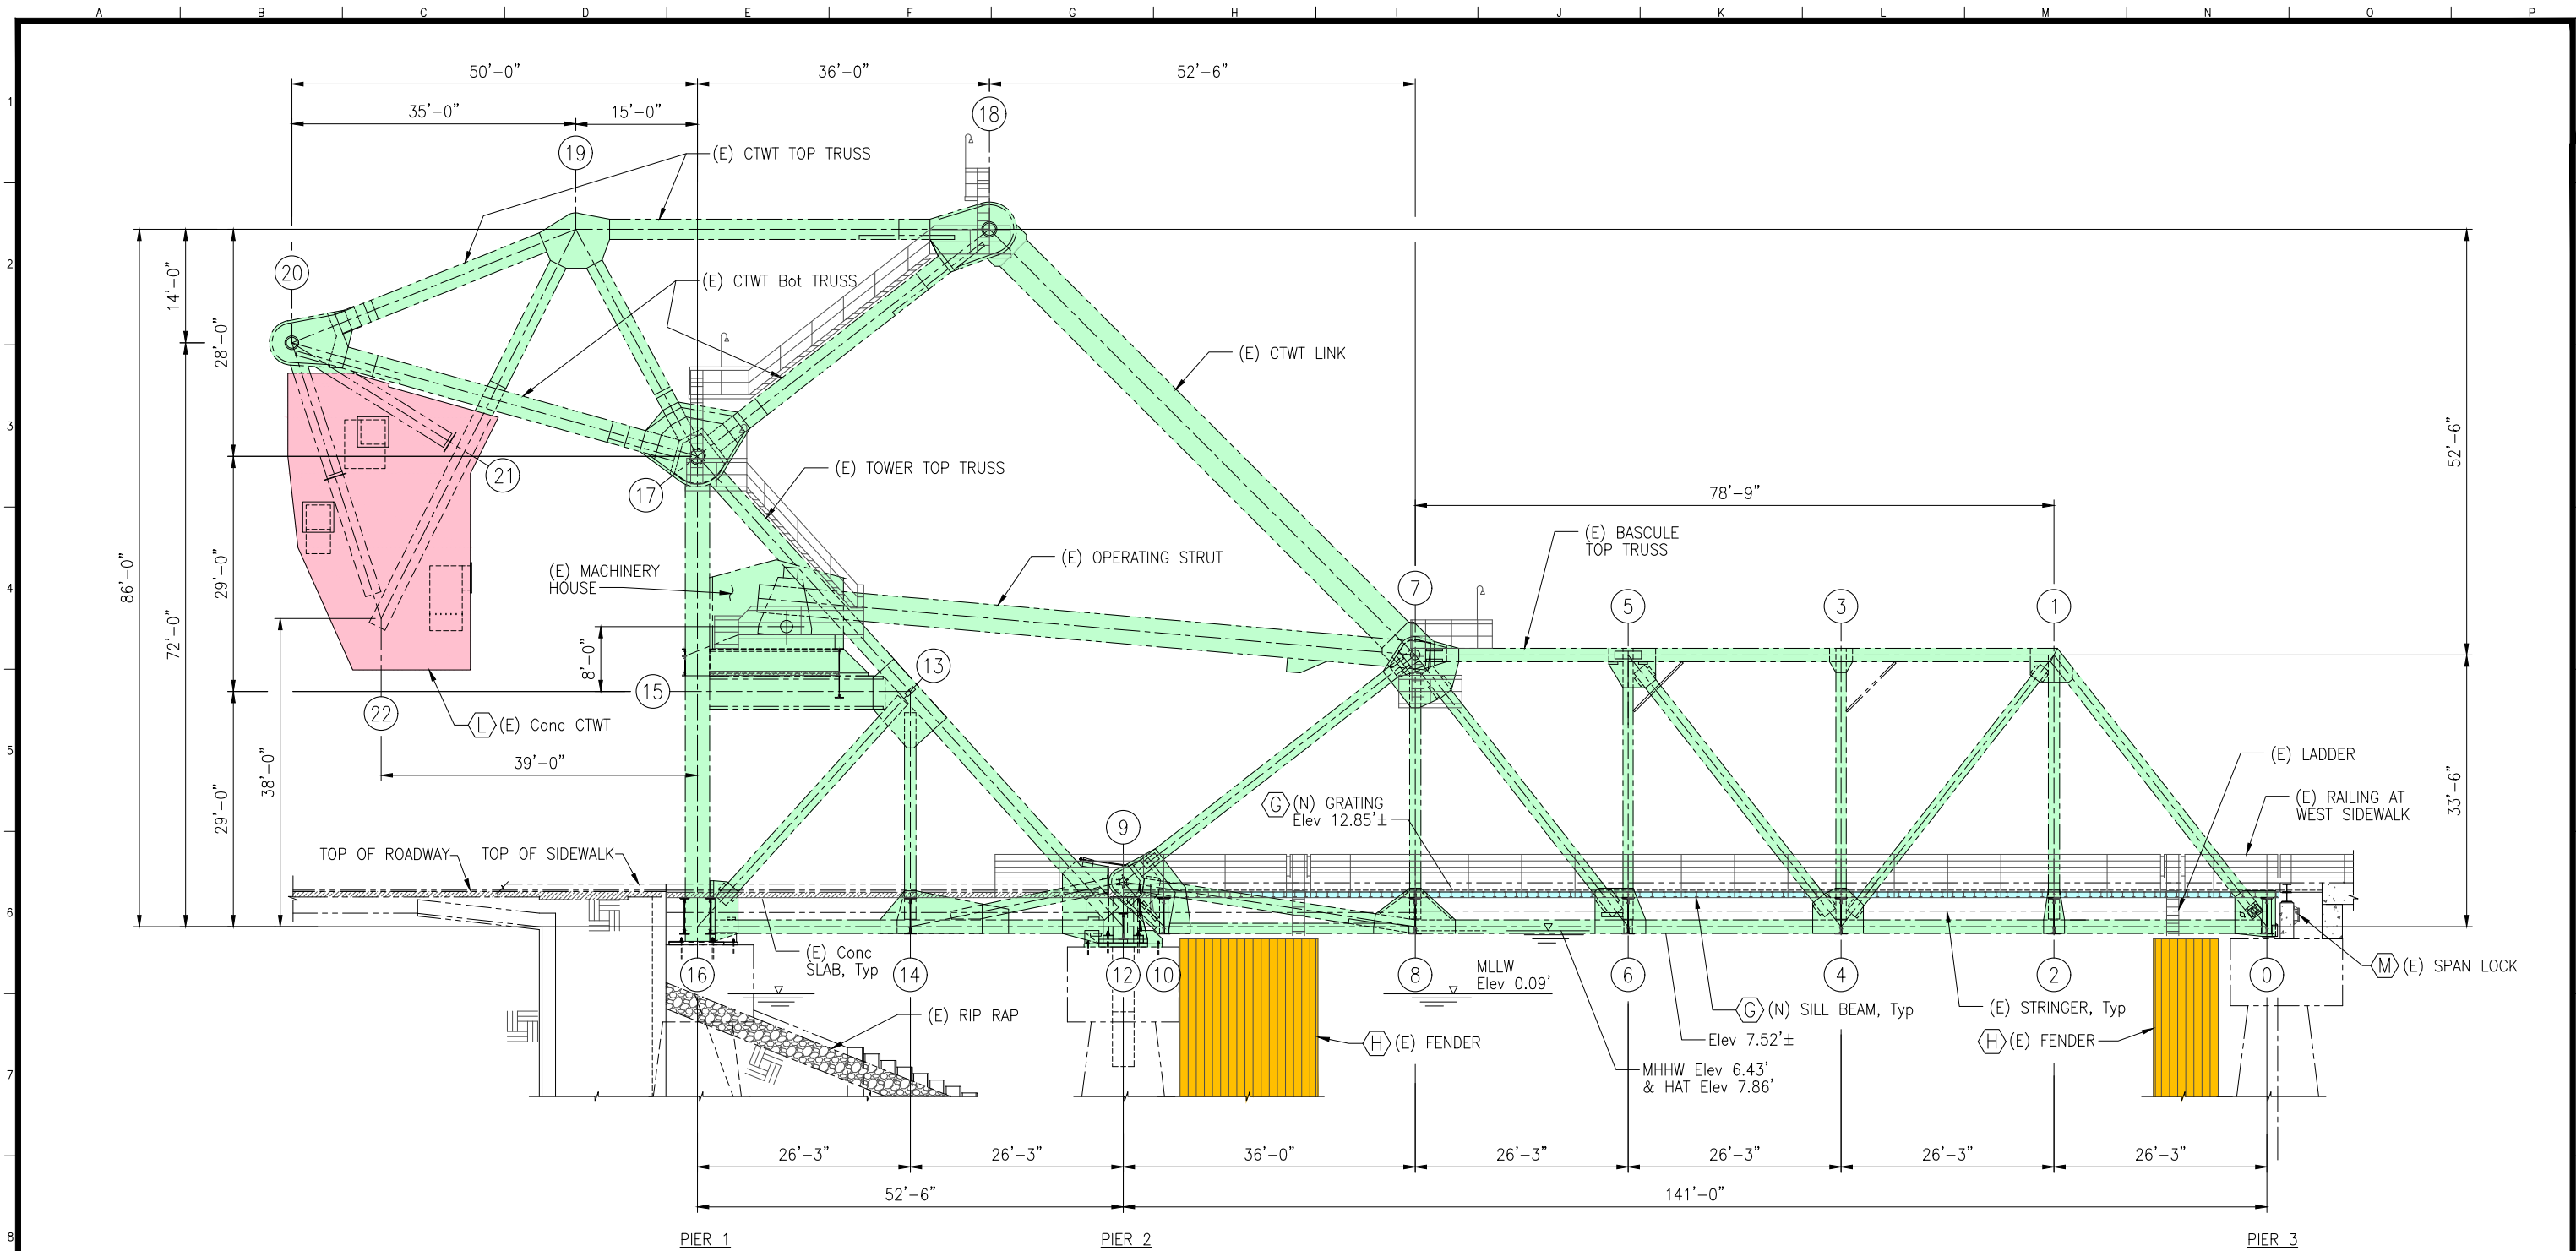 A B C D E F G H I J K L M N O P
50'-0" 36'-0" 52'-6"
1
35'-0" 15'-0" 18
19 (E) CTWT TOP TRUSS
2
20 (E) CTWT Bot TRUSS
14'-0"
28'-0"
(E) CTWT LINK
3
52'-6"
21
17
(E) TOWER TOP TRUSS
78'-9"
(E) BASCULE
TOP TRUSS
(E) OPERATING STRUT
(E) MACHINERY
HOUSE
4
86'-0"
29'-0"
72'-0"
7 5 3 1
8'-0"
13
15
22
L (E) Conc CTWT
5
38'-0"
39'-0"
29'-0"
33'-6"
(E) LADDER
G (N) GRATING
Elev 12.85'±
(E) RAILING AT
WEST SIDEWALK
9
TOP OF ROADWAY TOP OF SIDEWALK
6
(E) Conc
SLAB, Typ
16 14 12 10 8 6 4 2 0
MLLW
Elev 0.09'
M (E) SPAN LOCK
(E) RIP RAP
G (N) SILL BEAM, Typ
(E) STRINGER, Typ
H (E) FENDER
Elev 7.52'±
H (E) FENDER
7
MHHW Elev 6.43'
& HAT Elev 7.86'
26'-3" 26'-3" 36'-0" 26'-3" 26'-3" 26'-3" 26'-3"
52'-6" 141'-0"
8
PIER 1 PIER 2 PIER 3